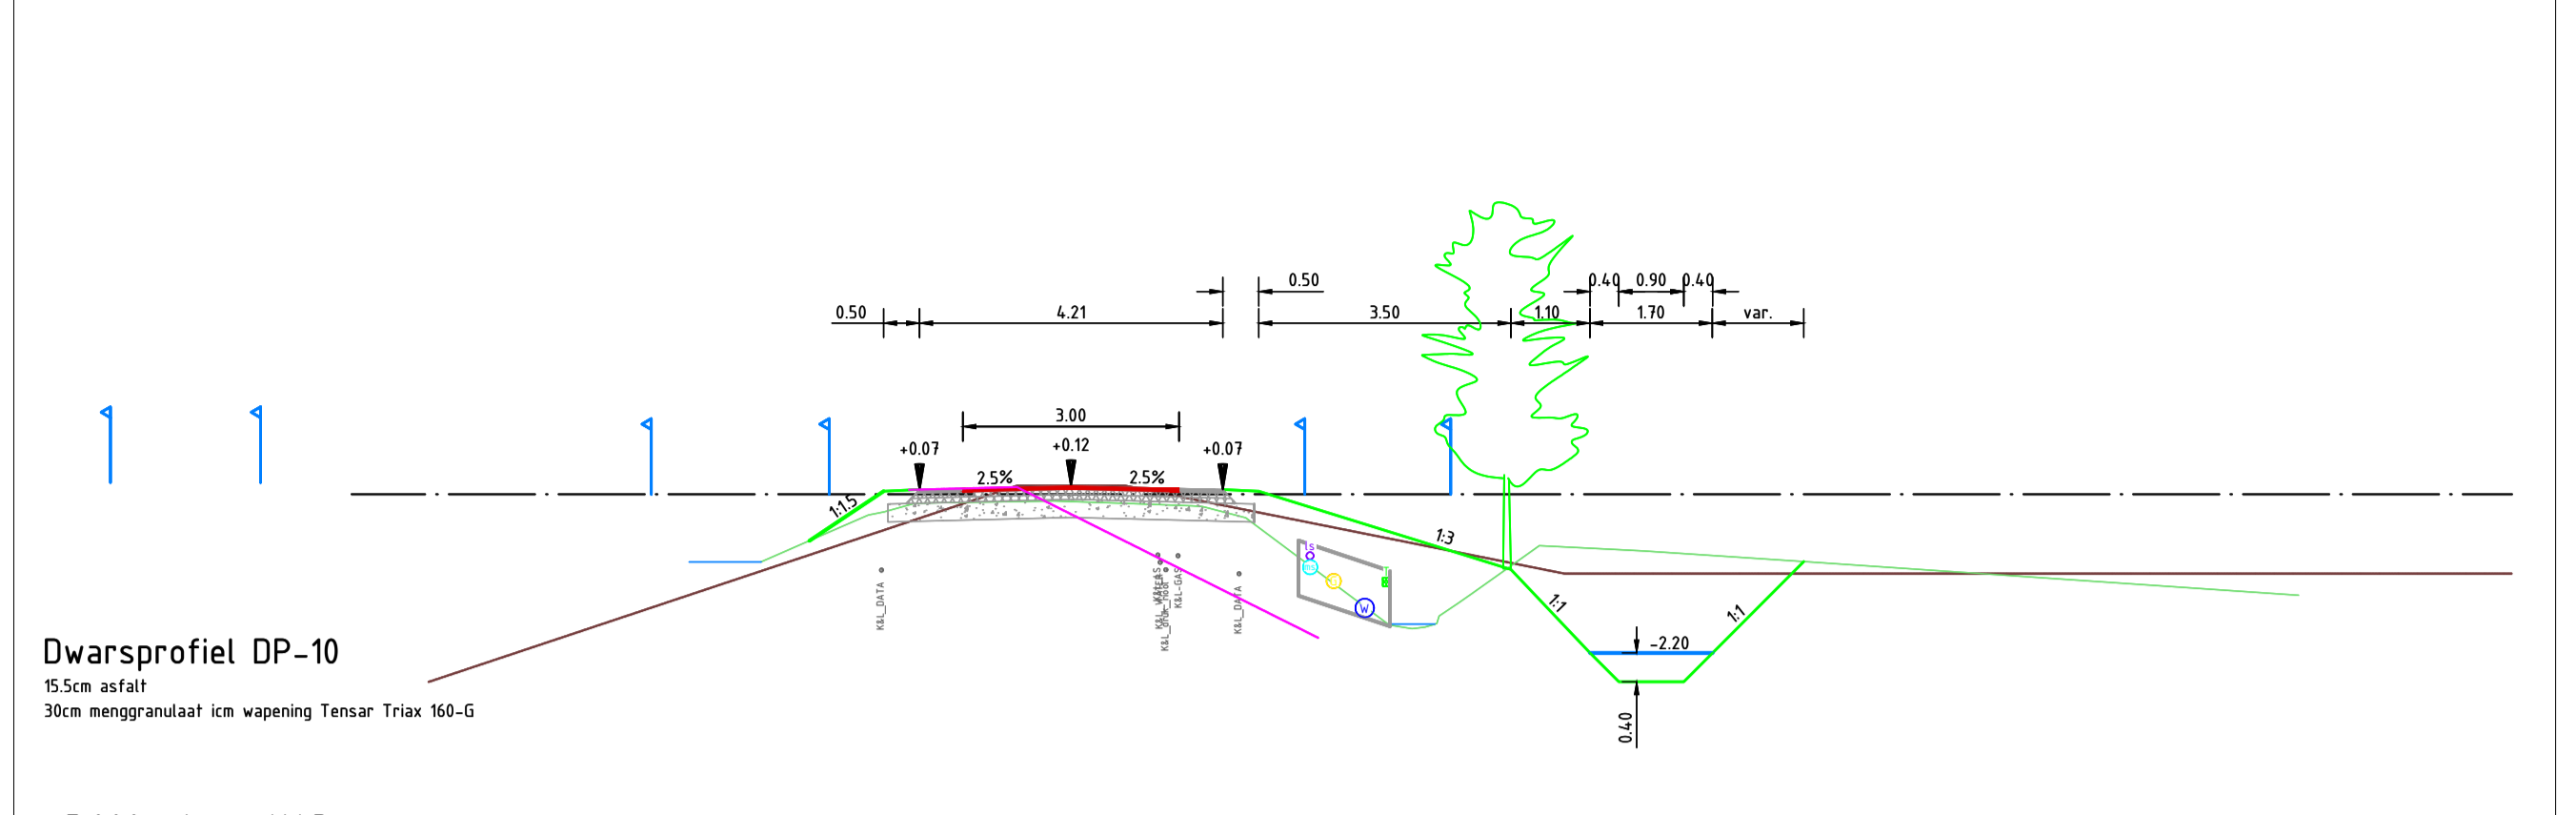 0.50
0.40 0.90 0.40
0.50 4.21 3.50 1.10 1.70 var.
3.00
+0.07 +0.12 +0.07
2.5% 2.5%
1:1.5
1:3
ls
ms
T
W
K&L_DATA
K&L-GAS
K&L_DATA
1:1
1:1
-2.20
0.40
Dwarsprofiel DP-10
15.5cm asfalt
30cm menggranulaat icm wapening Tensar Triax 160-G